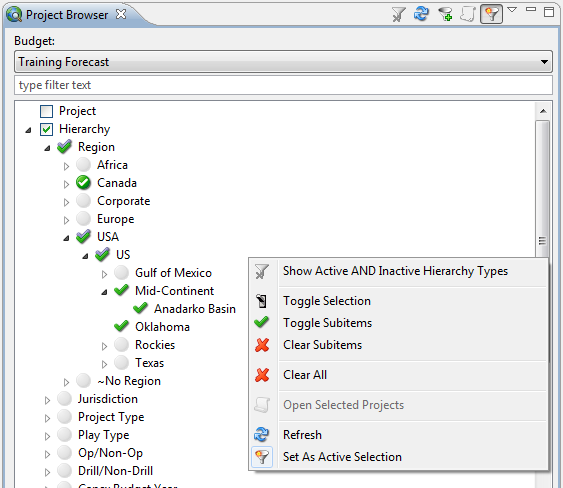 Project Browser
Budget:
Training Forecast
type filter text
Project
Hierarchy
Region
Africa
Canada
Corporate
Europe
USA
US
Gulf of Mexico
Mid-Continent
Anadarko Basin
Oklahoma
Rockies
Texas
~No Region
Jurisdiction
Project Type
Play Type
Op/Non-Op
Drill/Non-Drill
Budget Year
Show Active AND Inactive Hierarchy Types
Toggle Selection
Toggle Subitems
Clear Subitems
Clear All
Open Selected Projects
Refresh
Set As Active Selection